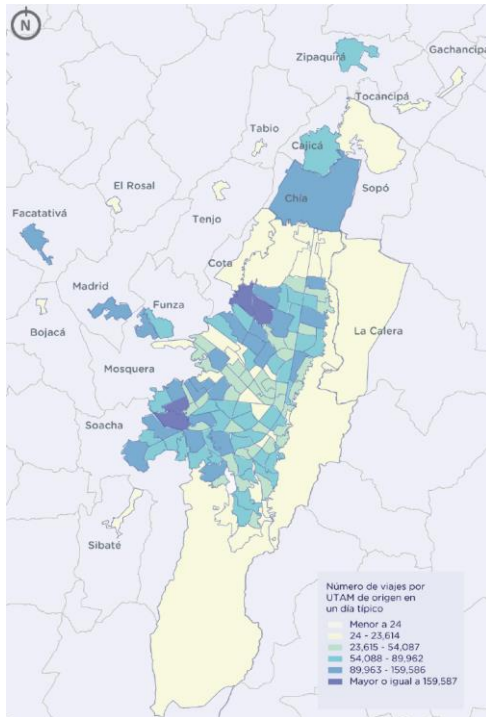 N
Zipaquirá
Gachancipá
Tocancipá
Tabio
Cajicá
El Rosal
Chía
Sopó
Facatativá
Tenjo
Cota
Madrid
Funza
Bojacá
La Calera
Mosquera
Soacha
Sibaté
Número de viajes por
UTAM de origen en
un día típico
Menor a 24
24 - 23,614
23,615 - 54,087
54,088 - 89,962
89,963 - 159,586
Mayor o igual a 159,587